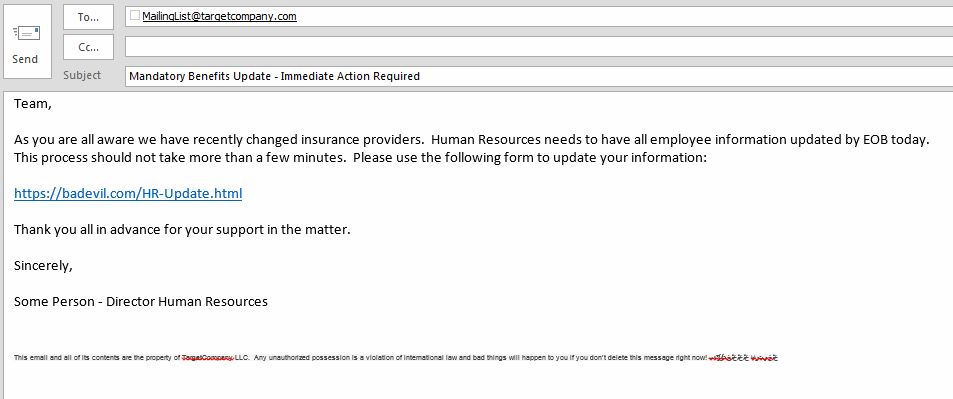 To...
MailingList@targetcompany.com
Cc...
Send
Subject
Mandatory Benefits Update - Immediate Action Required
Team,
As you are all aware we have recently changed insurance providers.  Human Resources needs to have all employee information updated by EOB today.
This process should not take more than a few minutes.  Please use the following form to update your information:
https://badevil.com/HR-Update.html
Thank you all in advance for your support in the matter.
Sincerely,
Some Person - Director Human Resources
This email and all of its contents are the property of TargetCompany LLC.  Any unauthorized possession is a violation of international law and bad things will happen to you if you don't delete this message right now!